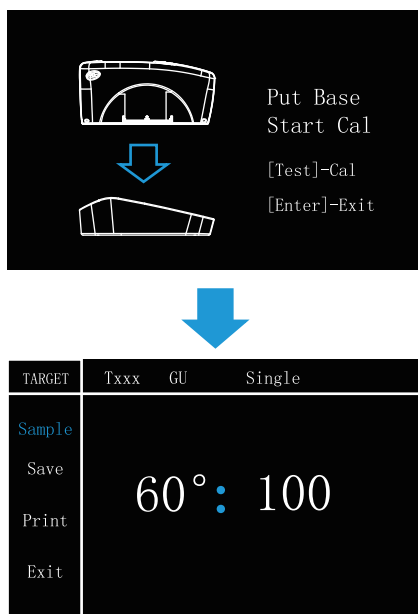 Put Base
Start Cal
[Test]-Cal
[Enter]-Exit
TARGET Txxx GU Single
Sample
Save
60°: 100
Print
Exit